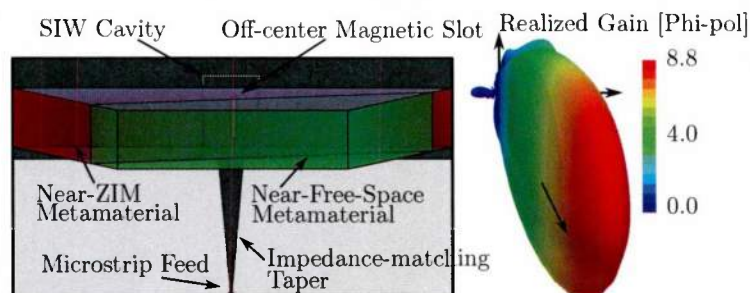 SIW Cavity
Off-center Magnetic Slot
Realized Gain [Phi-pol]
8.8
4.0
0.0
Near-ZIM
Metamaterial
Near-Free-Space
Metamaterial
Microstrip Feed
Impedance-matching
Taper